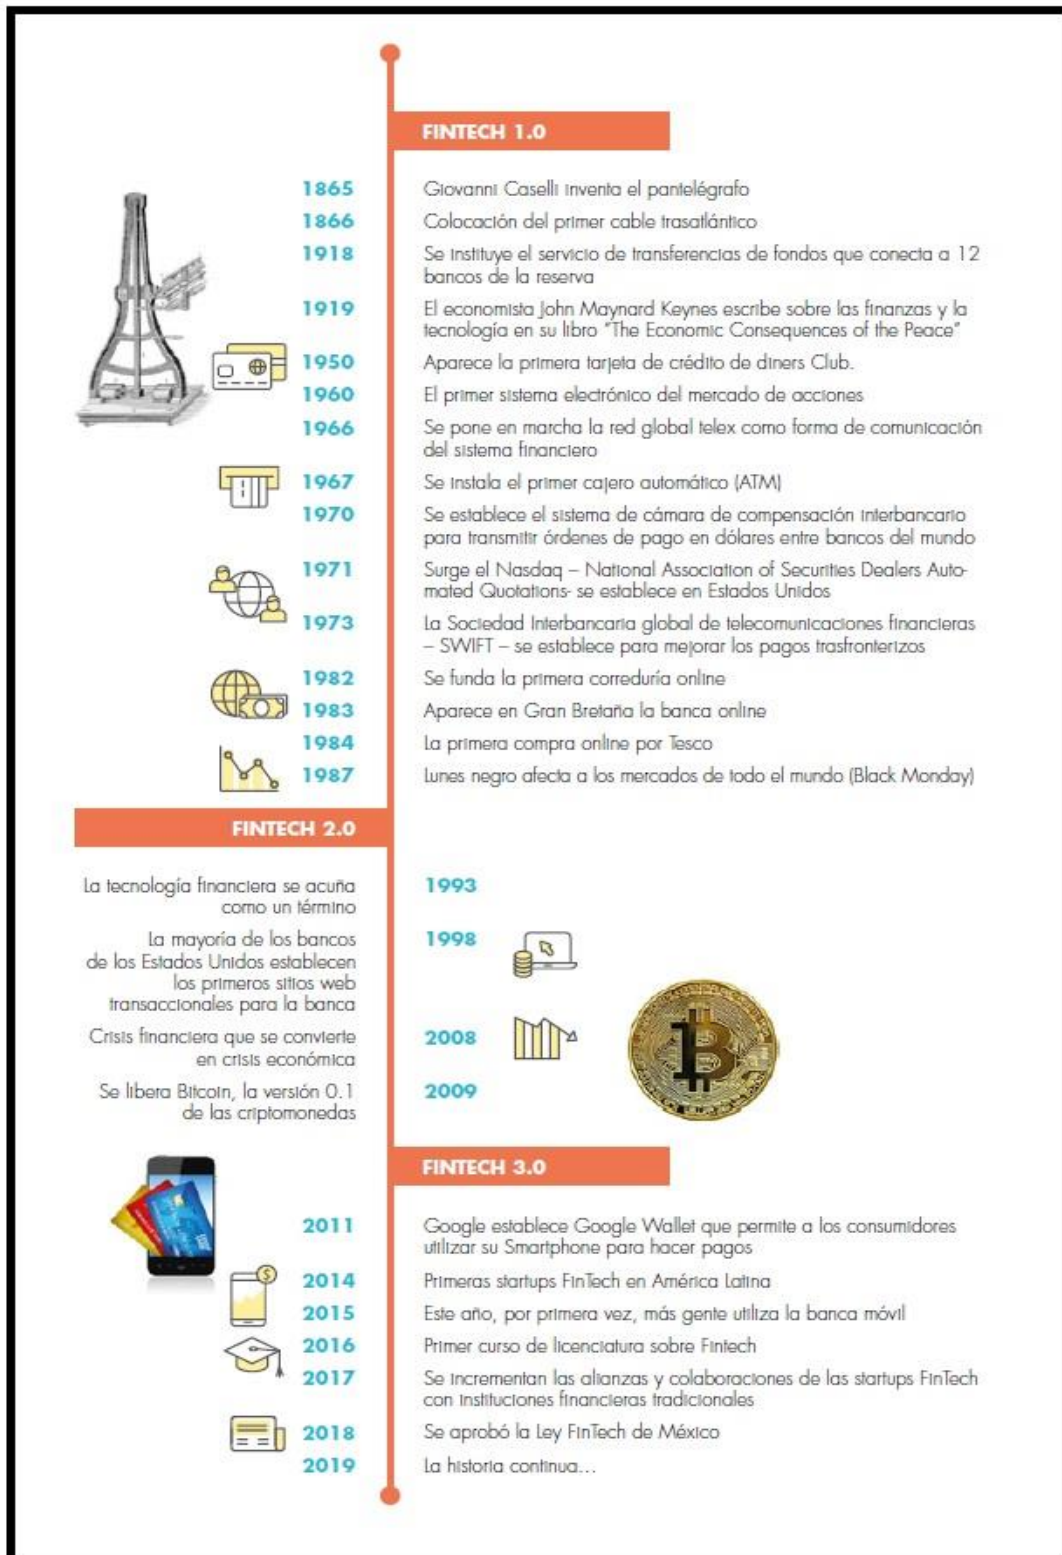 FINTECH 1.0
1865
Giovanni Caselli inventa el pantelégrafo
1866
Colocación del primer cable trasatlántico
1918
Se instituye el servicio de transferencias de fondos que conecta a 12
bancos de la reserva
1919
El economista John Maynard Keynes escribe sobre las finanzas y la
tecnología en su libro “The Economic Consequences of the Peace”
1950
Aparece la primera tarjeta de crédito de diners Club.
1960
El primer sistema electrónico del mercado de acciones
1966
Se pone en marcha la red global telex como forma de comunicación
del sistema financiero
1967
Se instala el primer cajero automático (ATM)
1970
Se establece el sistema de cámara de compensación interbancario
para transmitir órdenes de pago en dólares entre bancos del mundo
1971
Surge el Nasdaq – National Association of Securities Dealers Auto-
mated Quotations- se establece en Estados Unidos
1973
La Sociedad Interbancaria global de telecomunicaciones financieras
– SWIFT – se establece para mejorar los pagos trasfronterizos
1982
Se funda la primera correduría online
1983
Aparece en Gran Bretaña la banca online
1984
La primera compra online por Tesco
1987
Lunes negro afecta a los mercados de todo el mundo (Black Monday)
FINTECH 2.0
La tecnología financiera se acuña
como un término
1993
La mayoría de los bancos
de los Estados Unidos establecen
los primeros sitios web
transaccionales para la banca
1998
Crisis financiera que se convierte
en crisis económica
2008
Se libera Bitcoin, la versión 0.1
de las criptomonedas
2009
FINTECH 3.0
2011
Google establece Google Wallet que permite a los consumidores
utilizar su Smartphone para hacer pagos
2014
Primeras startups FinTech en América Latina
2015
Este año, por primera vez, más gente utiliza la banca móvil
2016
Primer curso de licenciatura sobre Fintech
2017
Se incrementan las alianzas y colaboraciones de las startups FinTech
con instituciones financieras tradicionales
2018
Se aprobó la Ley FinTech de México
2019
La historia continua...